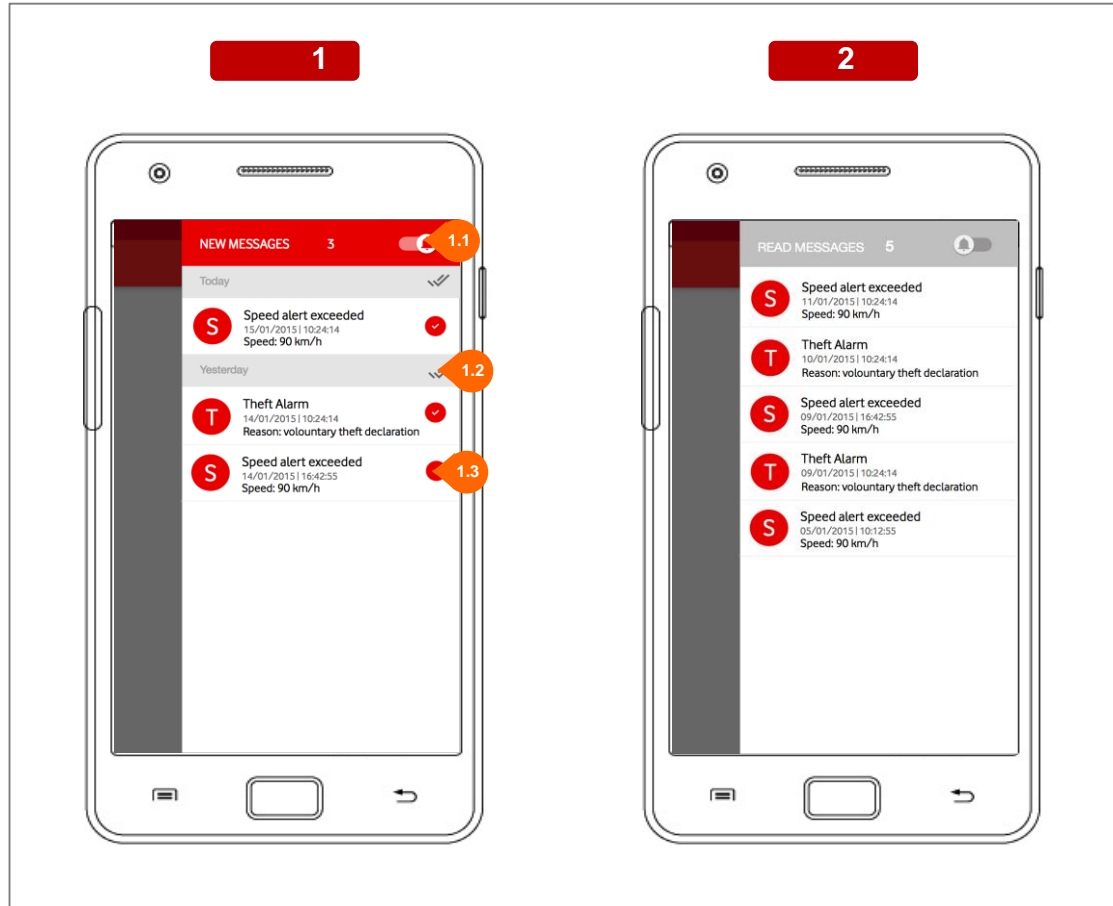 1
2
NEW MESSAGES 3
1.1
Today
S
Speed alert exceeded
15/01/2015 | 10:24:14
Speed: 90 km/h
Yesterday
1.2
T
Theft Alarm
14/01/2015 | 10:24:14
Reason: volountary theft declaration
S
Speed alert exceeded
14/01/2015 | 16:42:55
Speed: 90 km/h
1.3
READ MESSAGES 5
S
Speed alert exceeded
11/01/2015 | 10:24:14
Speed: 90 km/h
T
Theft Alarm
10/01/2015 | 10:24:14
Reason: volountary theft declaration
S
Speed alert exceeded
09/01/2015 | 16:42:55
Speed: 90 km/h
T
Theft Alarm
09/01/2015 | 10:24:14
Reason: volountary theft declaration
S
Speed alert exceeded
05/01/2015 | 10:12:55
Speed: 90 km/h